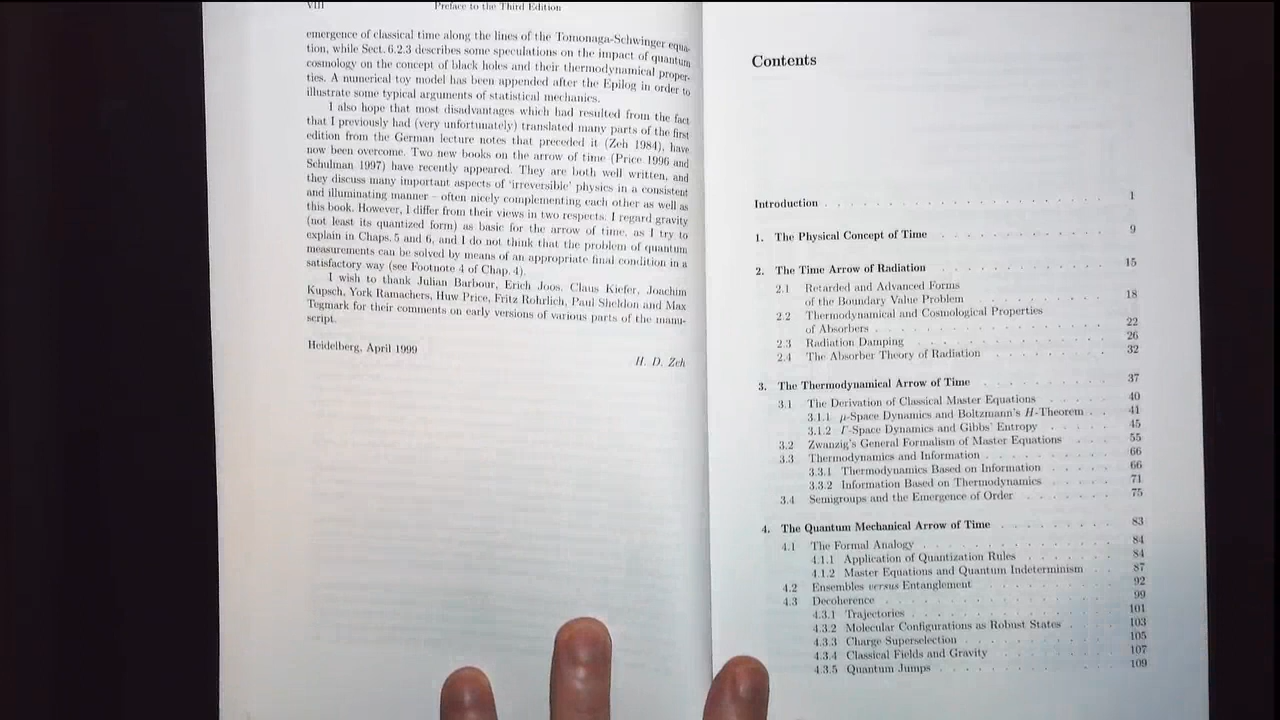 VIII Preface to the Third Edition
emergence of classical time along the lines of the Tomonaga-Schwinger equa-
tion, while Sect. 6.2.3 describes some speculations on the impact of quantum
cosmology on the concept of black holes and their thermodynamical proper-
ties. A numerical toy model has been appended after the Epilog in order to
illustrate some typical arguments of statistical mechanics.
I also hope that most disadvantages which had resulted from the fact
that I previously had (very unfortunately) translated many parts of the first
edition from the German lecture notes that preceded it (Zeh 1984), have
now been overcome. Two new books on the arrow of time (Price 1996 and
Schulman 1997) have recently appeared. They are both well written, and
they discuss many important aspects of 'irreversible' physics in a consistent
and illuminating manner – often nicely complementing each other as well as
this book. However, I differ from their views in two respects. I regard gravity
(not least its quantized form) as basic for the arrow of time, as I try to
explain in Chaps. 5 and 6, and I do not think that the problem of quantum
measurements can be solved by means of an appropriate final condition in a
satisfactory way (see Footnote 4 of Chap. 4).
I wish to thank Julian Barbour, Erich Joos, Claus Kiefer, Joachim
Kupsch, York Ramachers, Huw Price, Fritz Rohrlich, Paul Sheldon and Max
Tegmark for their comments on early versions of various parts of the manu-
script.
Heidelberg, April 1999
H. D. Zeh
Contents
Introduction . . . . . . . . . . . . . . . . . . . . 1
1. The Physical Concept of Time . . . . . . . . . . . . 9
2. The Time Arrow of Radiation . . . . . . . . . . . . 15
2.1 Retarded and Advanced Forms
of the Boundary Value Problem . . . . . . . . . 18
2.2 Thermodynamical and Cosmological Properties
of Absorbers . . . . . . . . . . . . . . . . 22
2.3 Radiation Damping . . . . . . . . . . . . . . 26
2.4 The Absorber Theory of Radiation . . . . . . . . 32
3. The Thermodynamical Arrow of Time . . . . . . . . . 37
3.1 The Derivation of Classical Master Equations . . . . . 40
3.1.1 μ-Space Dynamics and Boltzmann's H-Theorem . . 41
3.1.2 Γ-Space Dynamics and Gibbs' Entropy . . . . . 45
3.2 Zwanzig's General Formalism of Master Equations . . . 55
3.3 Thermodynamics and Information . . . . . . . . . 66
3.3.1 Thermodynamics Based on Information . . . . . 66
3.3.2 Information Based on Thermodynamics . . . . . 71
3.4 Semigroups and the Emergence of Order . . . . . . . 75
4. The Quantum Mechanical Arrow of Time . . . . . . . . 83
4.1 The Formal Analogy . . . . . . . . . . . . . 84
4.1.1 Application of Quantization Rules . . . . . . . 84
4.1.2 Master Equations and Quantum Indeterminism . . 87
4.2 Ensembles versus Entanglement . . . . . . . . . . 92
4.3 Decoherence . . . . . . . . . . . . . . . . 99
4.3.1 Trajectories . . . . . . . . . . . . . . 101
4.3.2 Molecular Configurations as Robust States . . . . 103
4.3.3 Charge Superselection . . . . . . . . . . . 105
4.3.4 Classical Fields and Gravity . . . . . . . . . 107
4.3.5 Quantum Jumps . . . . . . . . . . . . . 109